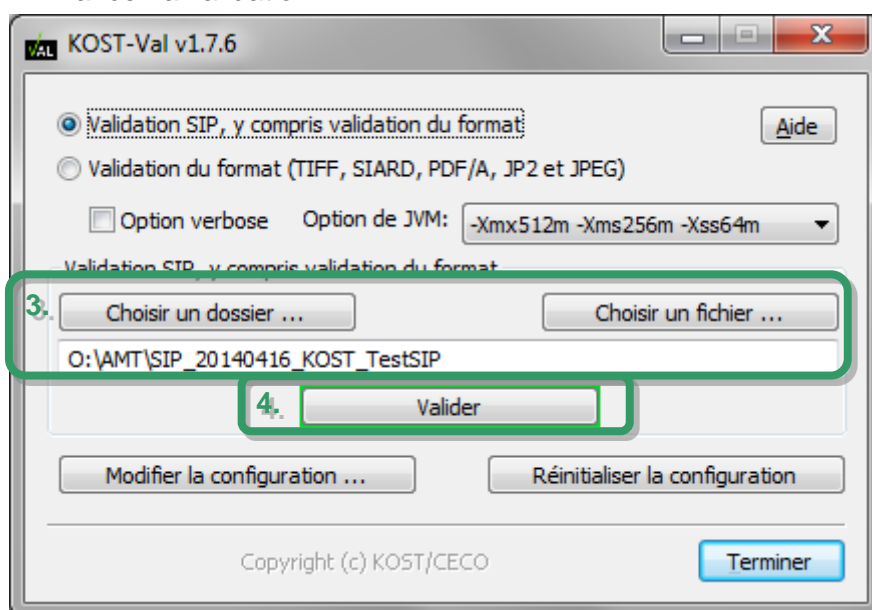 KOST-Val v1.7.6
Validation SIP, y compris validation du format
Aide
Validation du format (TIFF, SIARD, PDF/A, JP2 et JPEG)
Option verbose Option de JVM: -Xmx512m -Xms256m -Xss64m
Validation SIP, y compris validation du format
3. Choisir un dossier ... Choisir un fichier ...
O:\AMT\SIP_20140416_KOST_TestSIP
4. Valider
Modifier la configuration ... Réinitialiser la configuration
Copyright (c) KOST/CECO Terminer